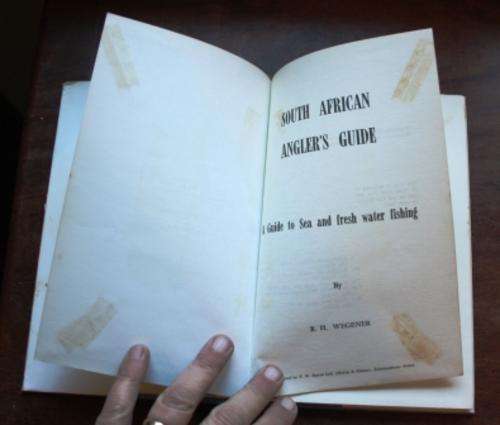 SOUTH AFRICAN
ANGLER'S GUIDE
Guide to Sea and fresh water fishing
By
R. H. WEGENER